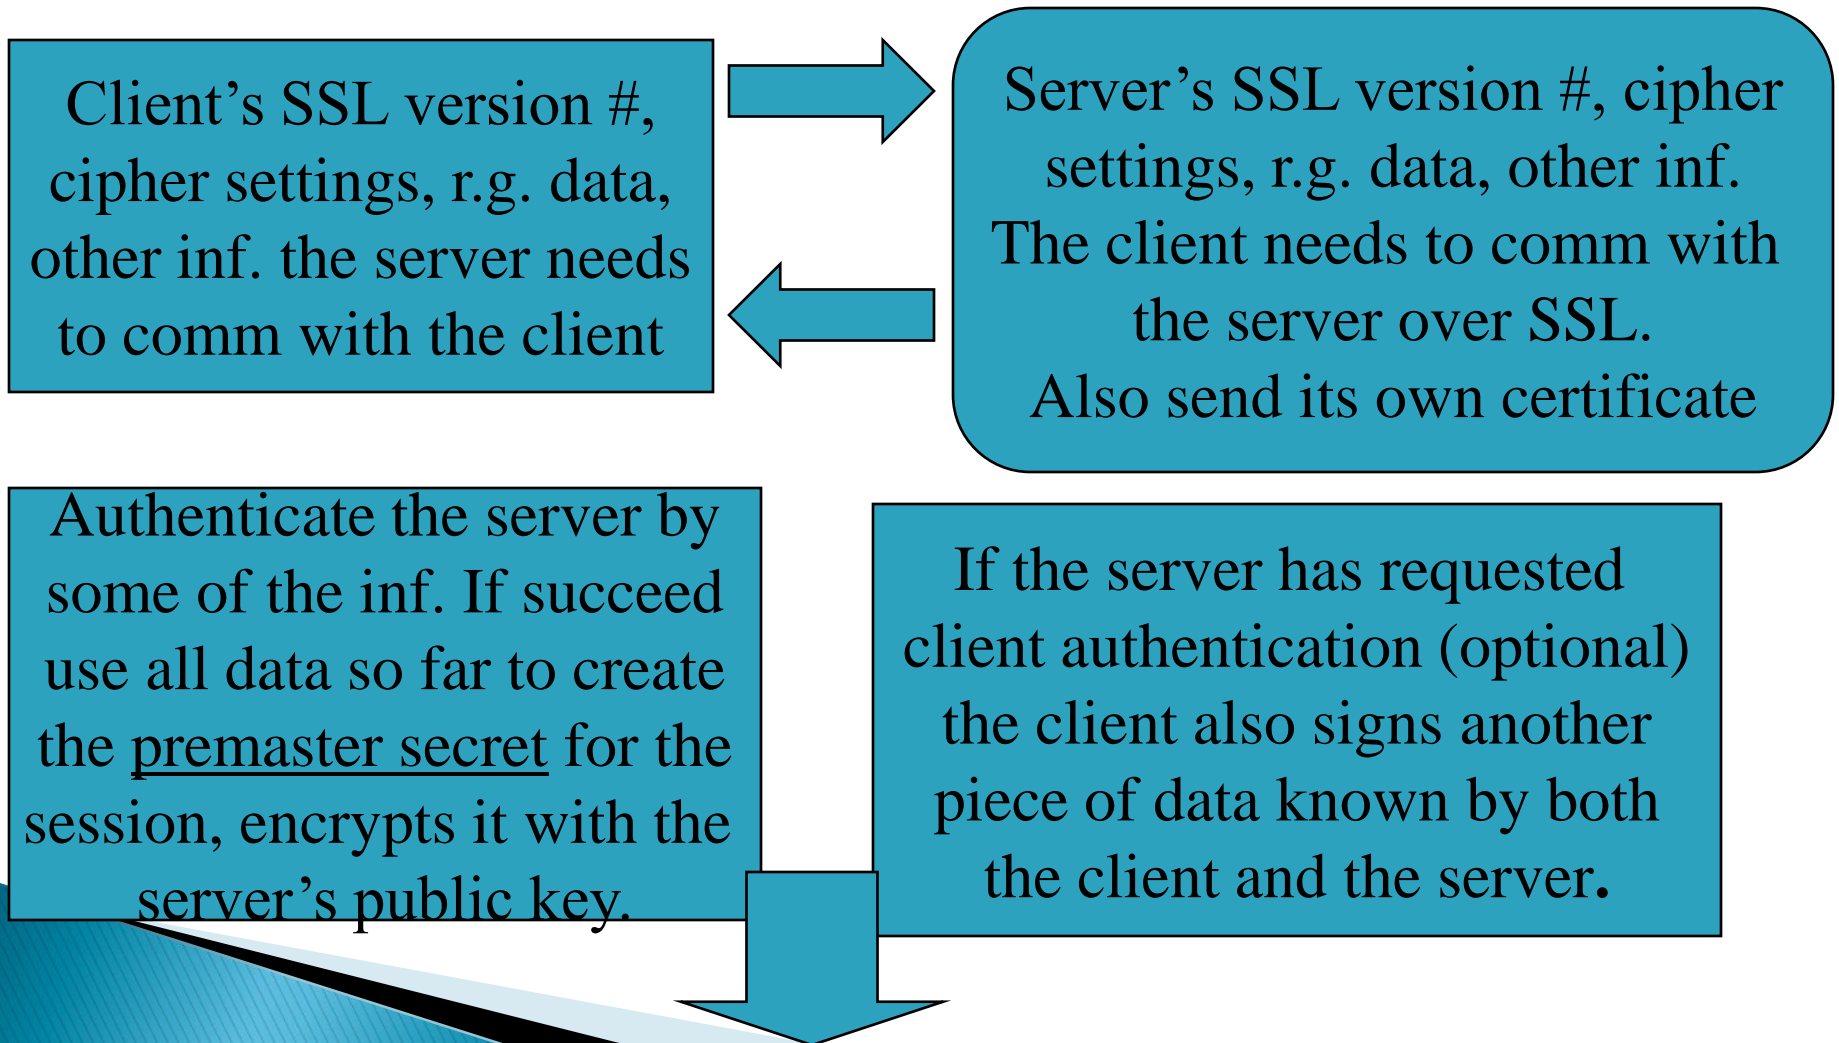 Client’s SSL version #,
cipher settings, r.g. data,
other inf. the server needs
to comm with the client
Server’s SSL version #, cipher
settings, r.g. data, other inf.
The client needs to comm with
the server over SSL.
Also send its own certificate
Authenticate the server by
some of the inf. If succeed
use all data so far to create
the premaster secret for the
session, encrypts it with the
server’s public key.
If the server has requested
client authentication (optional)
the client also signs another
piece of data known by both
the client and the server.